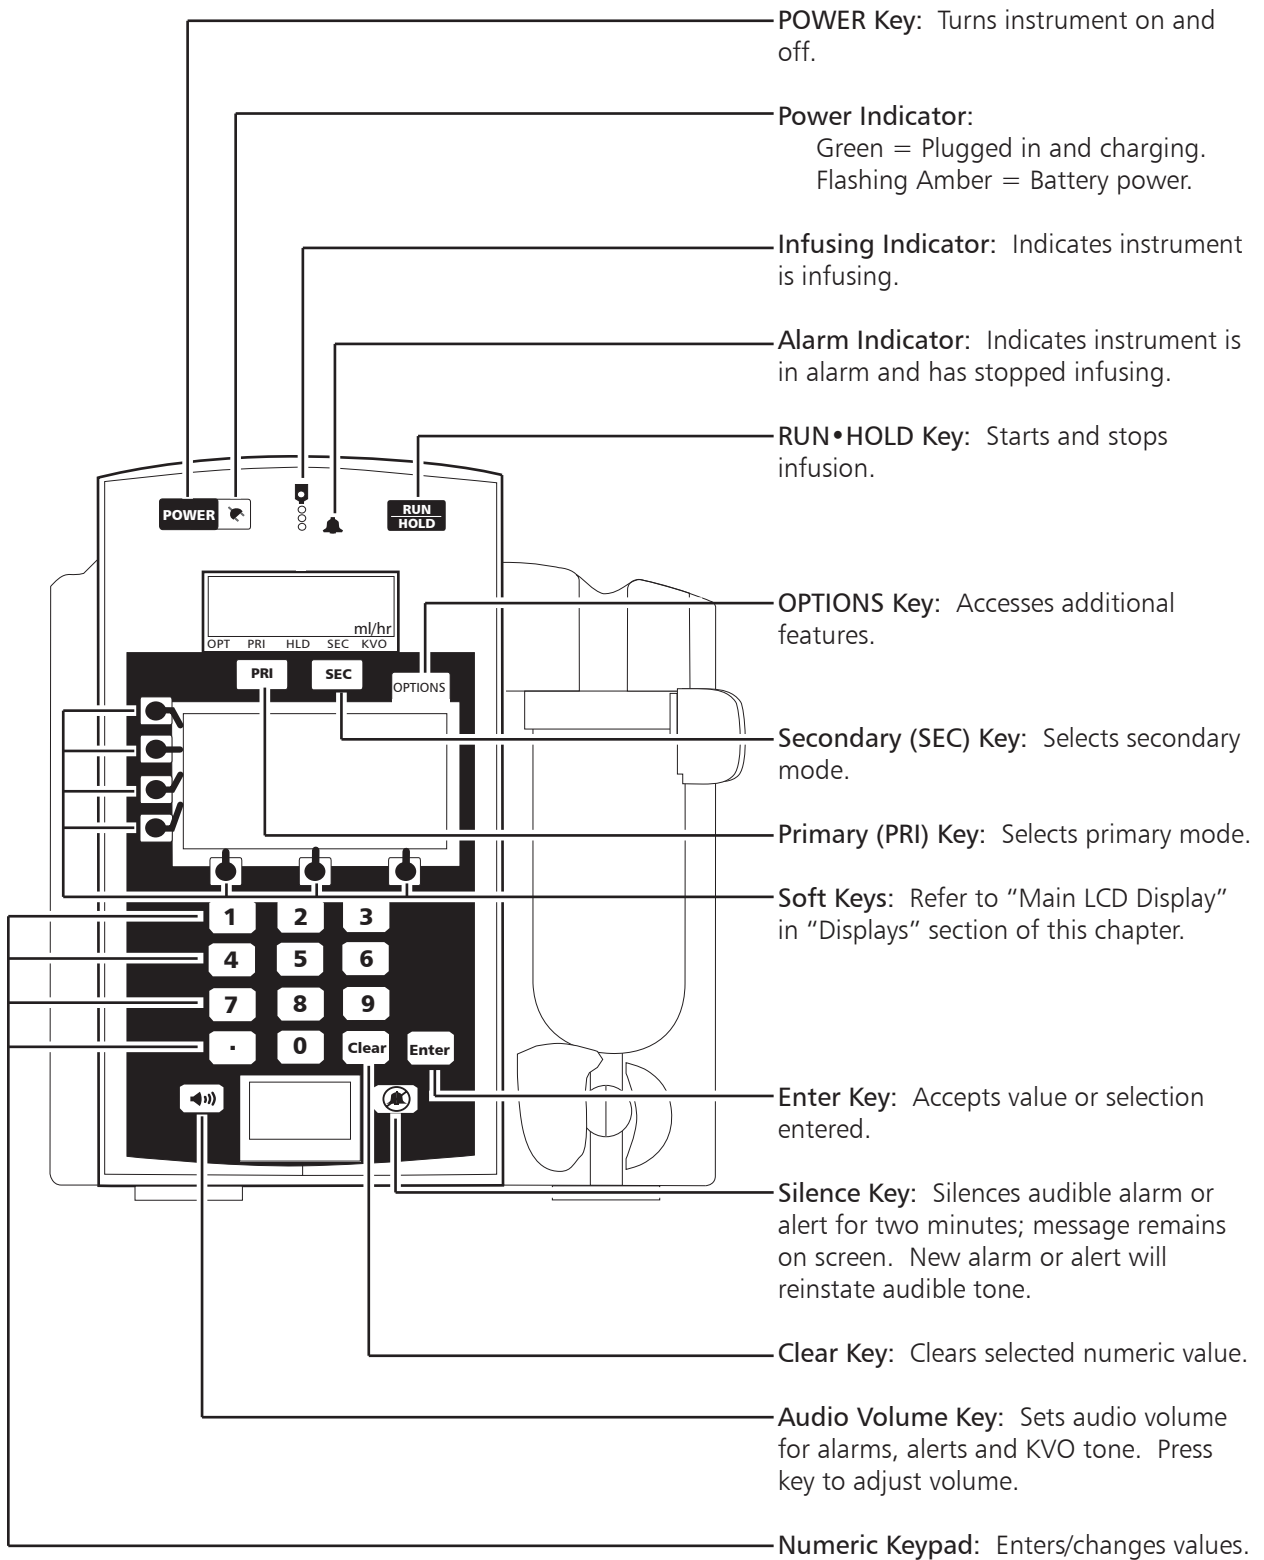 POWER Key: Turns instrument on and
off.
Power Indicator:
Green = Plugged in and charging.
Flashing Amber = Battery power.
Infusing Indicator: Indicates instrument
is infusing.
Alarm Indicator: Indicates instrument is
in alarm and has stopped infusing.
RUN•HOLD Key: Starts and stops
infusion.
POWER
RUN
HOLD
OPTIONS Key: Accesses additional
features.
ml/hr
OPT PRI HLD SEC KVO
PRI SEC OPTIONS
Secondary (SEC) Key: Selects secondary
mode.
Primary (PRI) Key: Selects primary mode.
Soft Keys: Refer to “Main LCD Display”
in “Displays” section of this chapter.
1 2 3
4 5 6
7 8 9
. 0 Clear Enter
Enter Key: Accepts value or selection
entered.
Silence Key: Silences audible alarm or
alert for two minutes; message remains
on screen. New alarm or alert will
reinstate audible tone.
Clear Key: Clears selected numeric value.
Audio Volume Key: Sets audio volume
for alarms, alerts and KVO tone. Press
key to adjust volume.
Numeric Keypad: Enters/changes values.